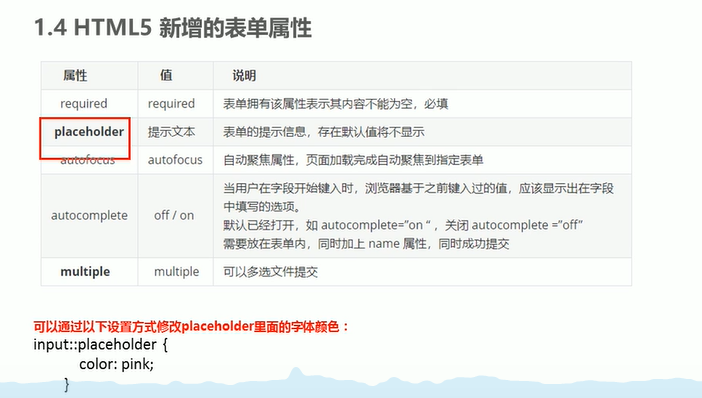 1.4 HTML5 新增的表单属性
属性 值 说明
required required 表单拥有该属性表示其内容不能为空，必填
placeholder 提示文本 表单的提示信息，存在默认值将不显示
autofocus autofocus 自动聚焦属性，页面加载完成自动聚焦到指定表单
当用户在字段开始键入时，浏览器基于之前键入过的值，应该显示出在字段
中填写的选项。
autocomplete off / on
默认已经打开，如 autocomplete=”on “ ，关闭 autocomplete =”off”
需要放在表单内，同时加上 name 属性，同时成功提交
multiple multiple 可以多选文件提交
可以通过以下设置方式修改placeholder里面的字体颜色：
input::placeholder {
color: pink;
}